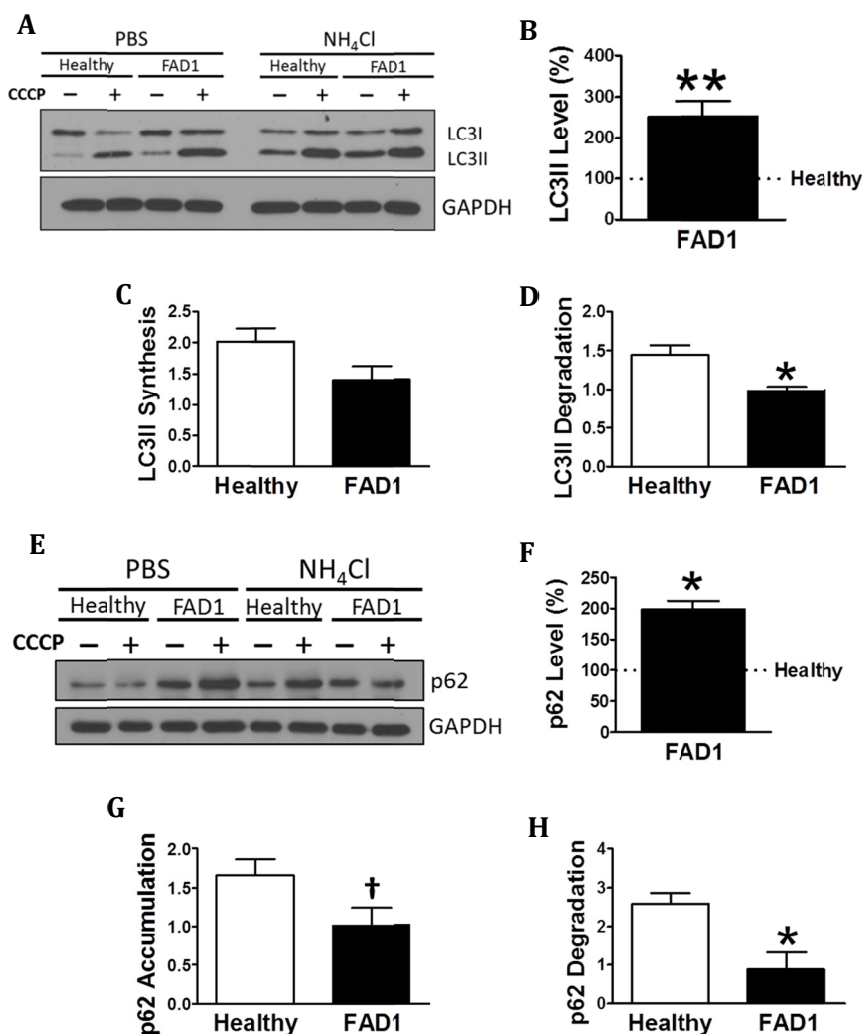 A
PBS
NH₄Cl
Healthy FAD1 Healthy FAD1
CCCP − + − + − + − +
LC3I
LC3II
GAPDH
B
LC3II Level (%)
400
300
200
100
0
**
Healthy
FAD1
C
LC3II Synthesis
2.5
2.0
1.5
1.0
0.5
0.0
Healthy FAD1
D
LC3II Degradation
2.0
1.5
1.0
0.5
0.0
*
Healthy FAD1
E
PBS NH₄Cl
Healthy FAD1 Healthy FAD1
CCCP − + − + − + − +
p62
GAPDH
F
p62 Level (%)
250
200
150
100
50
0
*
Healthy
FAD1
G
p62 Accumulation
2.0
1.5
1.0
0.5
0.0
†
Healthy FAD1
H
p62 Degradation
4
3
2
1
0
*
Healthy FAD1